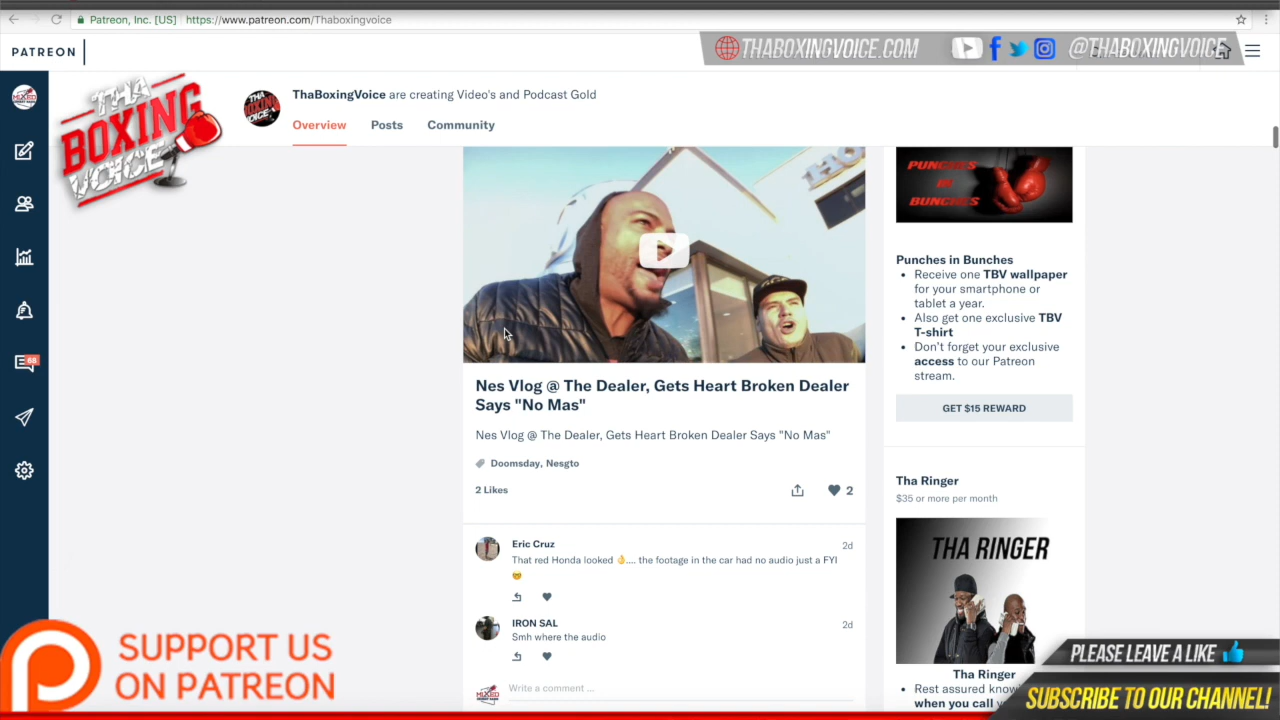 Patreon, Inc. [US] https://www.patreon.com/Thaboxingvoice
PATREON
THABOXINGVOICE.COM @THABOXINGVOICE
THA BOXING VOICE
ThaBoxingVoice are creating Video's and Podcast Gold
Overview Posts Community
68
Nes Vlog @ The Dealer, Gets Heart Broken Dealer
Says "No Mas"
Nes Vlog @ The Dealer, Gets Heart Broken Dealer Says "No Mas"
Doomsday, Nesgto
2 Likes
2
Eric Cruz 2d
That red Honda looked 👌.... the footage in the car had no audio just a FYI
IRON SAL 2d
Smh where the audio
Write a comment ...
PUNCHES
IN
BUNCHES
Punches in Bunches
• Receive one TBV wallpaper
for your smartphone or
tablet a year.
• Also get one exclusive TBV
T-shirt
• Don't forget your exclusive
access to our Patreon
stream.
GET $15 REWARD
Tha Ringer
$35 or more per month
THA RINGER
Tha Ringer
• Rest assured
when you call
SUPPORT US
ON PATREON
PLEASE LEAVE A LIKE
SUBSCRIBE TO OUR CHANNEL!